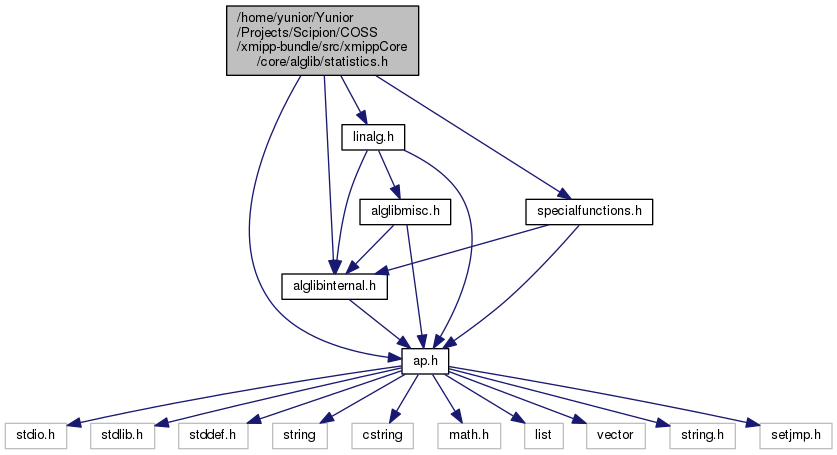 /home/yunior/Yunior
/Projects/Scipion/COSS
/xmipp-bundle/src/xmippCore
/core/alglib/statistics.h
linalg.h
alglibmisc.h
specialfunctions.h
alglibinternal.h
ap.h
stdio.h
stdlib.h
stddef.h
string
cstring
math.h
list
vector
string.h
setjmp.h